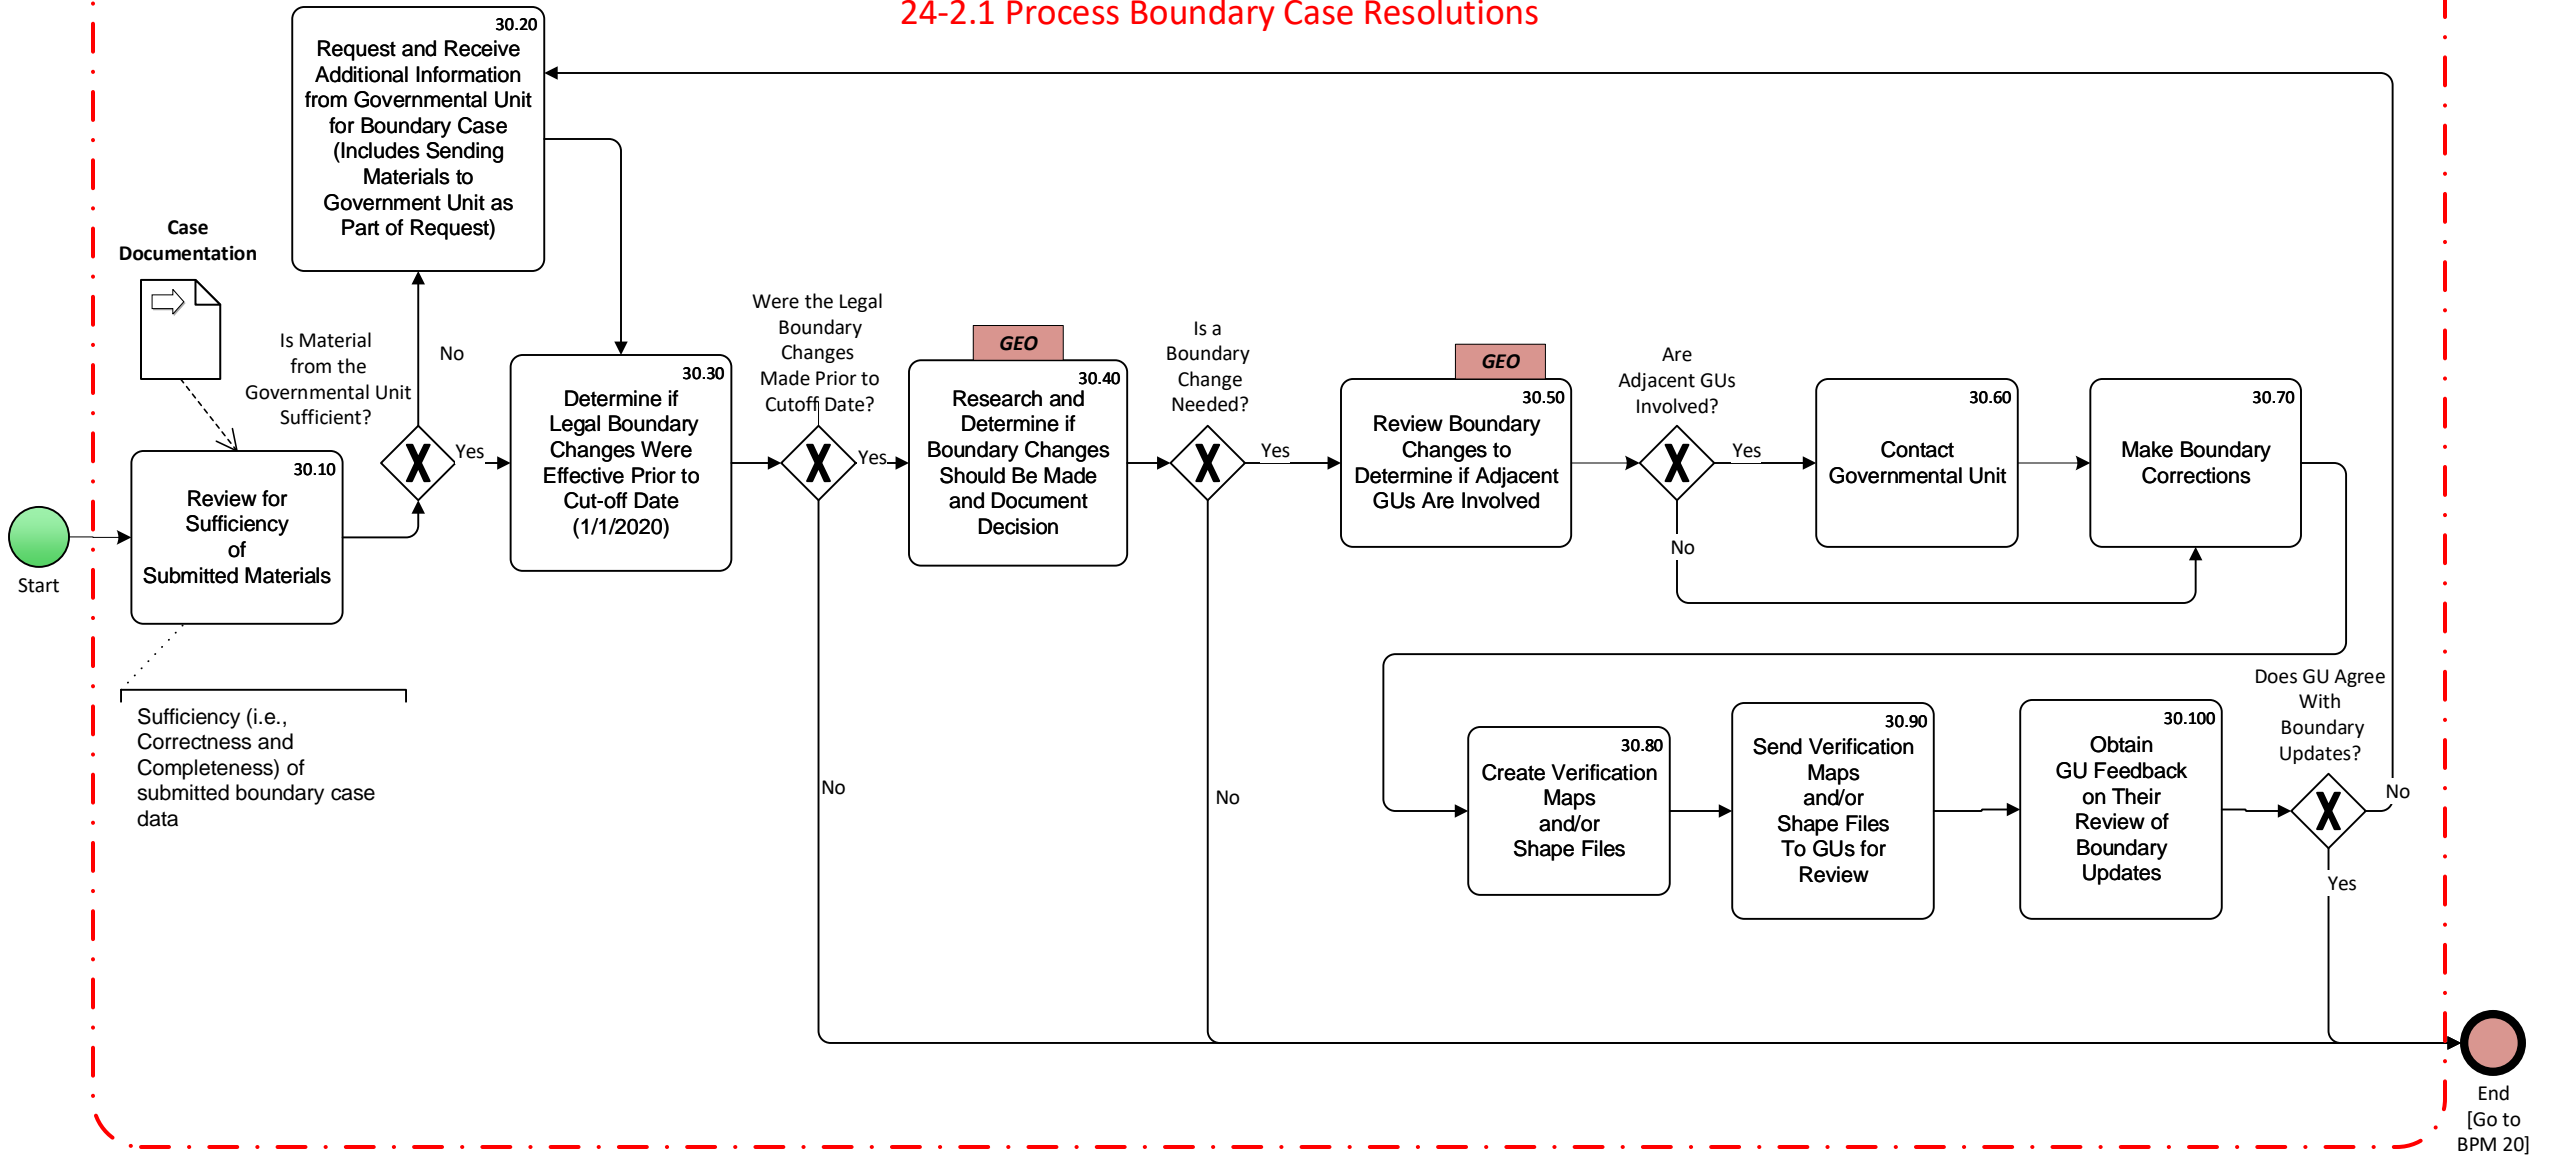 24-2.1 Process Boundary Case Resolutions
30.20
Request and Receive
Additional Information
from Governmental Unit
for Boundary Case
(Includes Sending
Materials to
Government Unit as
Part of Request)
Case
Documentation
Is Material
from the
Governmental Unit
Sufficient?
No
Yes
30.10
Review for
Sufficiency
of
Submitted Materials
Start
Sufficiency (i.e.,
Correctness and
Completeness) of
submitted boundary case
data
30.30
Determine if
Legal Boundary
Changes Were
Effective Prior to
Cut-off Date
(1/1/2020)
Were the Legal
Boundary
Changes
Made Prior to
Cutoff Date?
Yes
No
GEO
30.40
Research and
Determine if
Boundary Changes
Should Be Made
and Document
Decision
Is a
Boundary
Change
Needed?
Yes
No
GEO
30.50
Review Boundary
Changes to
Determine if Adjacent
GUs Are Involved
Are
Adjacent GUs
Involved?
Yes
No
30.60
Contact
Governmental Unit
30.70
Make Boundary
Corrections
30.80
Create Verification
Maps
and/or
Shape Files
30.90
Send Verification
Maps
and/or
Shape Files
To GUs for
Review
30.100
Obtain
GU Feedback
on Their
Review of
Boundary
Updates
Does GU Agree
With
Boundary
Updates?
No
Yes
End
[Go to
BPM 20]